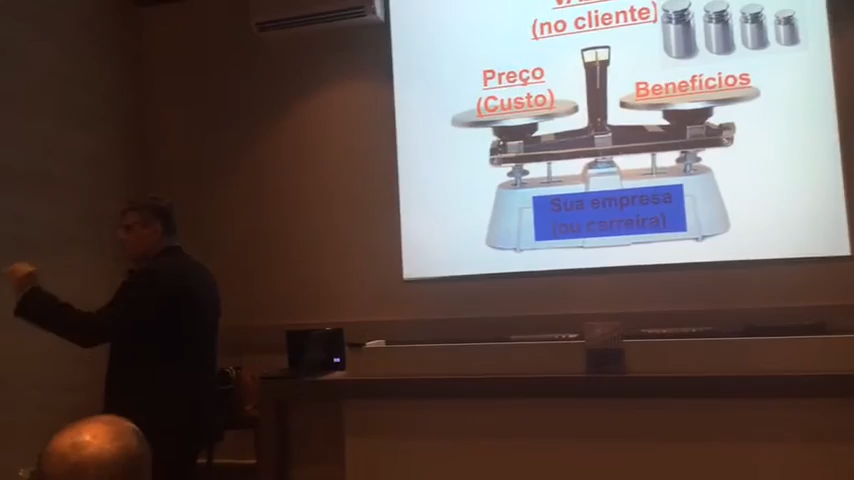 (no cliente)
Preço
(Custo)
Benefícios
Sua empresa
(ou carreira)